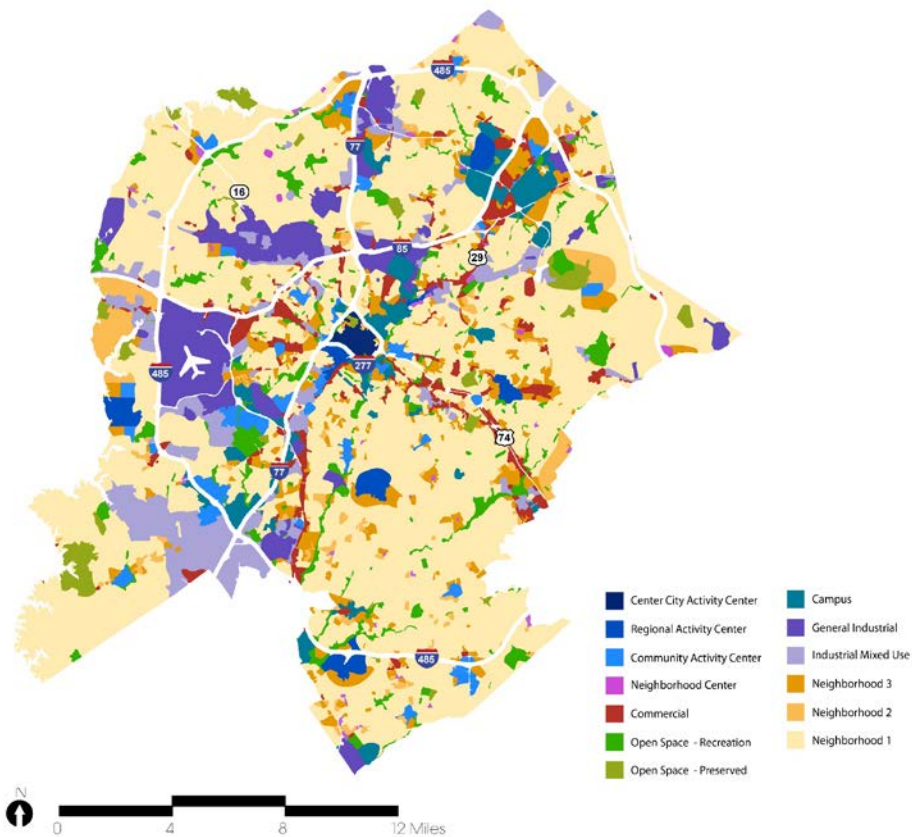 485
77
16
85
29
277
485
74
77
485
Center City Activity Center
Regional Activity Center
Community Activity Center
Neighborhood Center
Commercial
Open Space - Recreation
Open Space - Preserved
Campus
General Industrial
Industrial Mixed Use
Neighborhood 3
Neighborhood 2
Neighborhood 1
N
0 4 8 12 Miles